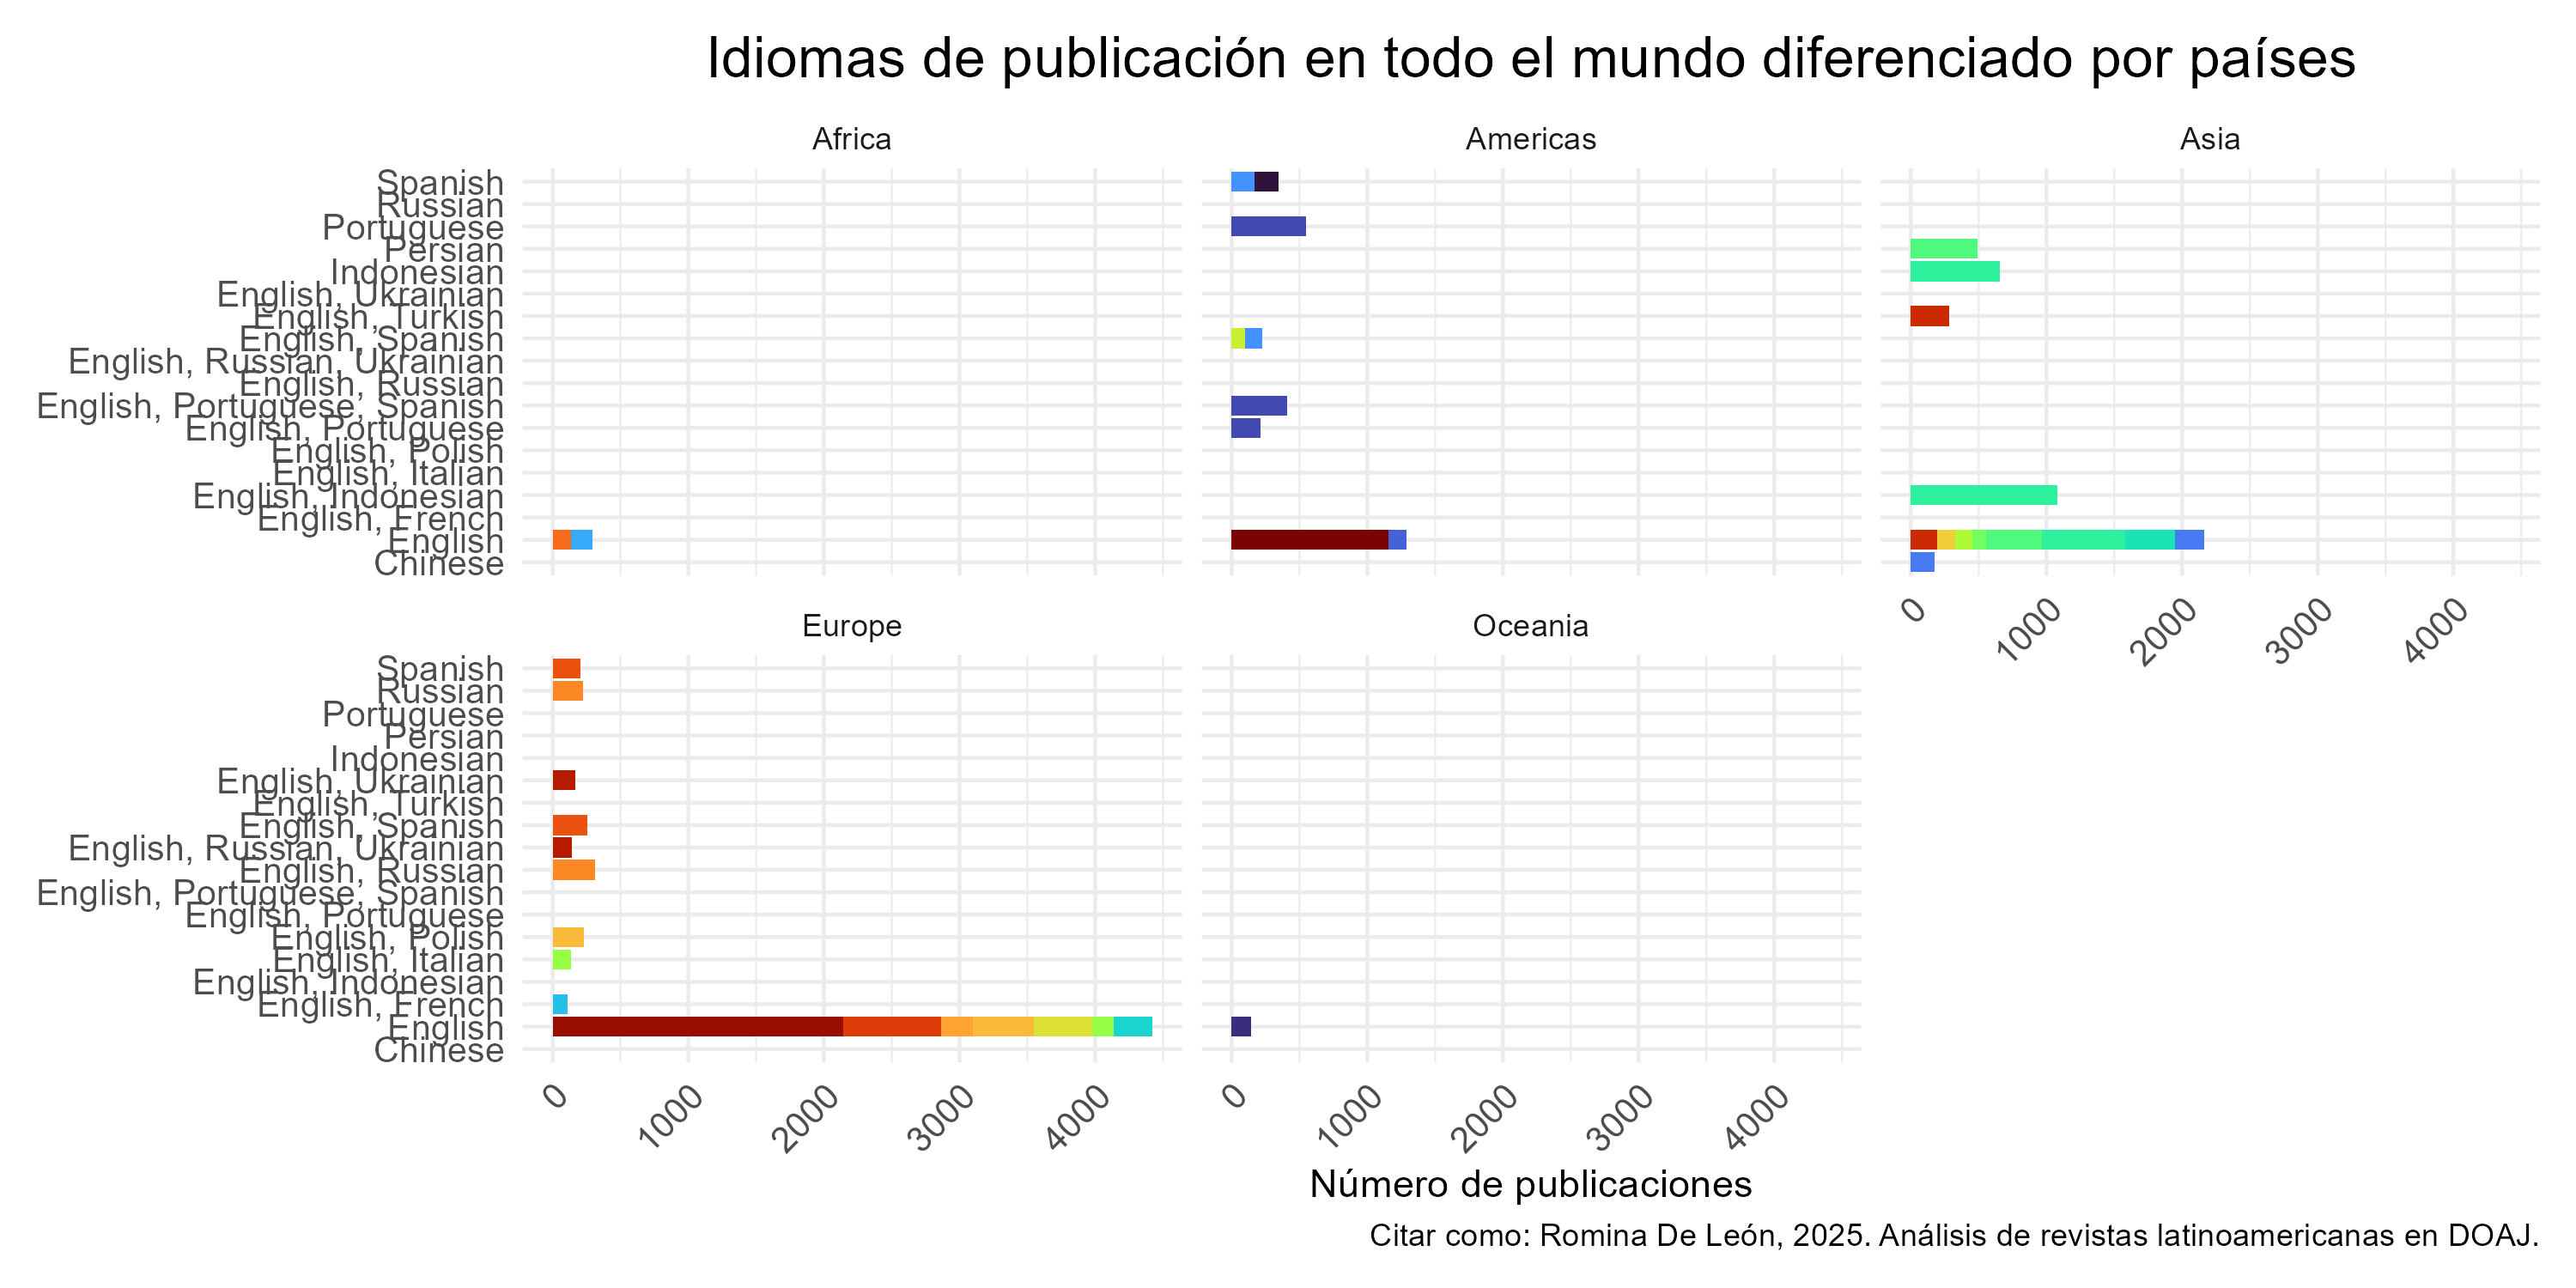 Idiomas de publicación en todo el mundo diferenciado por países
Africa
Americas
Asia
Spanish
Russian
Portuguese
Persian
Indonesian
English, Ukrainian
English, Turkish
English, Spanish
English, Russian, Ukrainian
English, Russian
English, Portuguese, Spanish
English, Portuguese
English, Polish
English, Italian
English, Indonesian
English, French
English
Chinese
0
1000
2000
3000
4000
Europe
Oceania
Spanish
Russian
Portuguese
Persian
Indonesian
English, Ukrainian
English, Turkish
English, Spanish
English, Russian, Ukrainian
English, Russian
English, Portuguese, Spanish
English, Portuguese
English, Polish
English, Italian
English, Indonesian
English, French
English
Chinese
0
1000
2000
3000
4000
0
1000
2000
3000
4000
Número de publicaciones
Citar como: Romina De León, 2025. Análisis de revistas latinoamericanas en DOAJ.